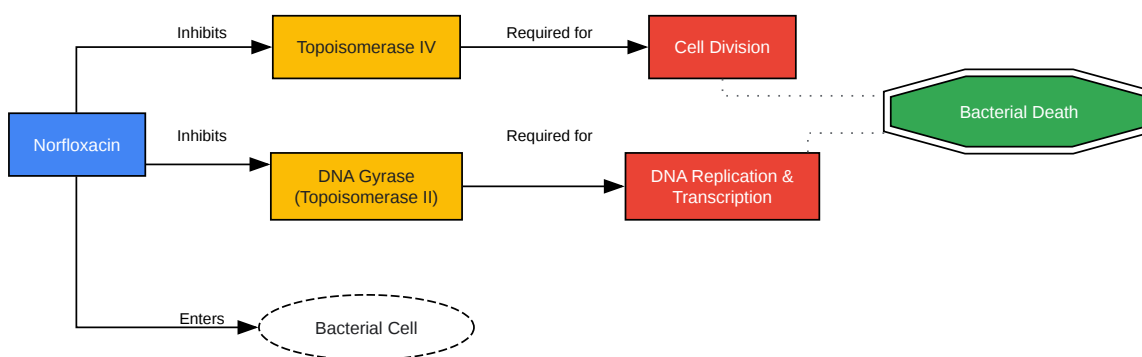 Inhibits
Topoisomerase IV
Required for
Cell Division
Bacterial Death
Norfloxacin
Inhibits
DNA Gyrase
(Topoisomerase II)
Required for
DNA Replication &
Transcription
Enters
Bacterial Cell